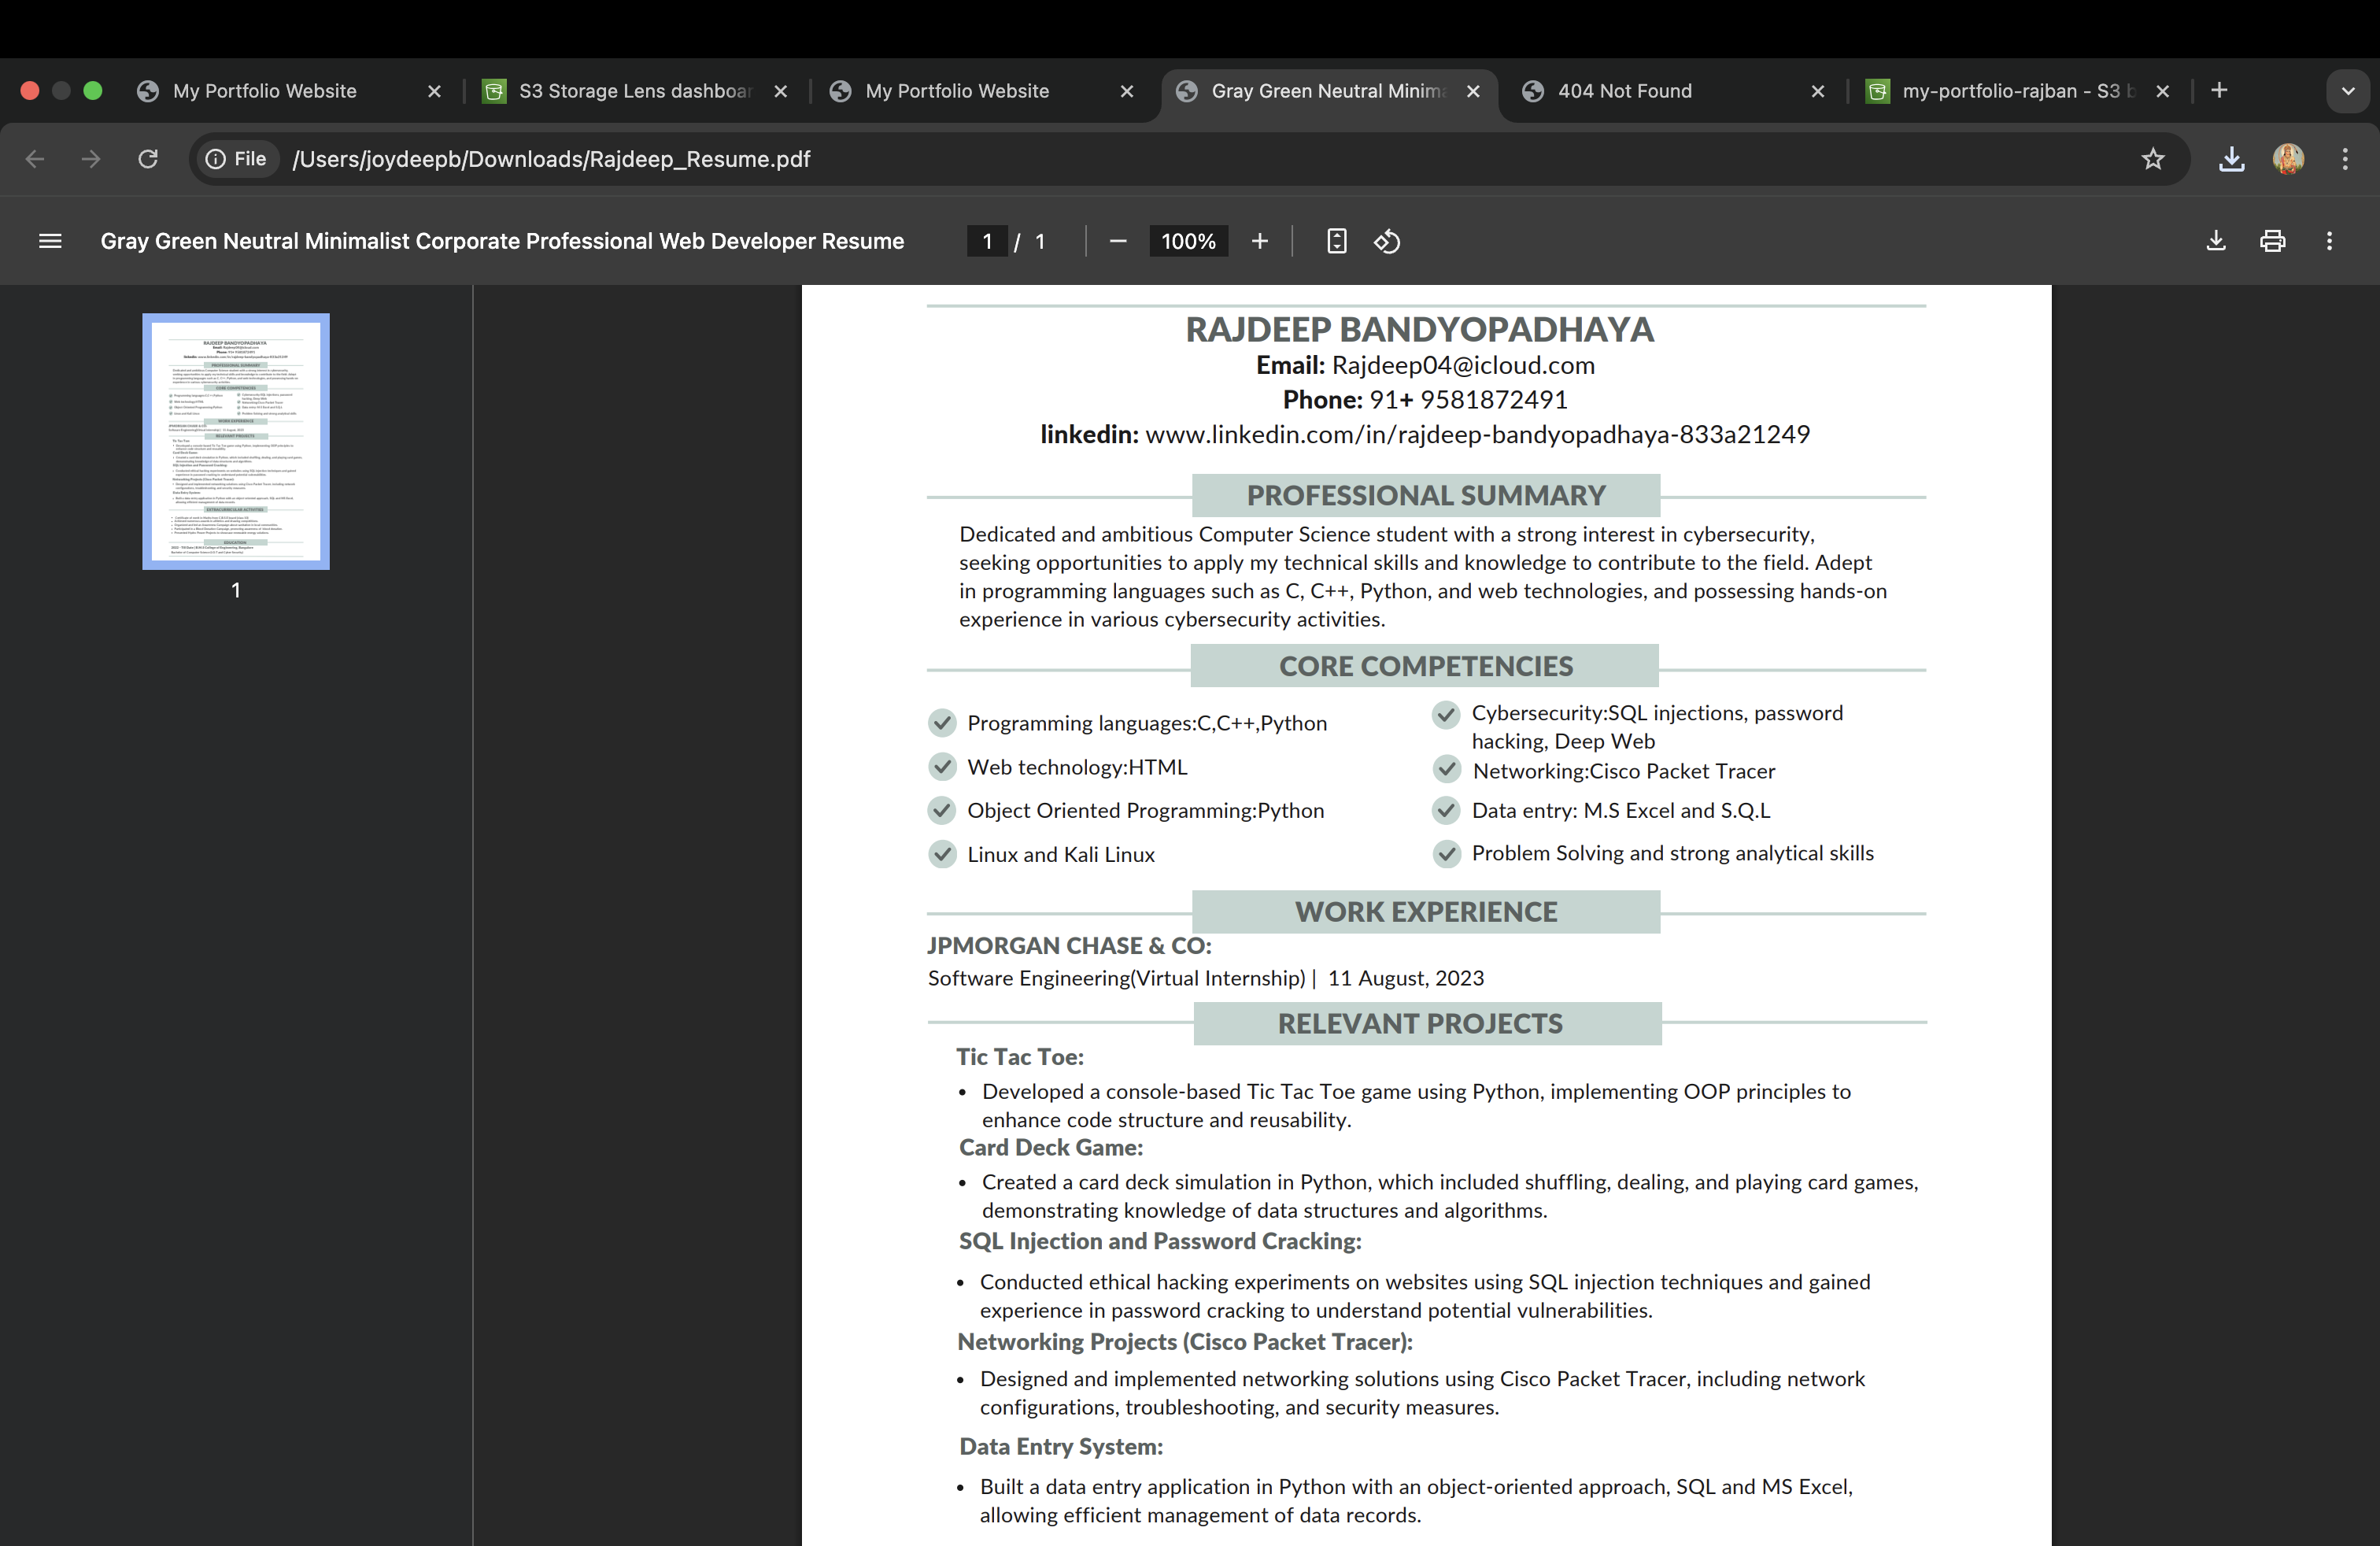 My Portfolio Website
S3 Storage Lens dashboar
My Portfolio Website
Gray Green Neutral Minima
404 Not Found
my-portfolio-rajban - S3 b
File /Users/joydeepb/Downloads/Rajdeep_Resume.pdf
Gray Green Neutral Minimalist Corporate Professional Web Developer Resume
1 / 1
100%
1
RAJDEEP BANDYOPADHAYA
Email: Rajdeep04@icloud.com
Phone: 91+ 9581872491
linkedin: www.linkedin.com/in/rajdeep-bandyopadhaya-833a21249
PROFESSIONAL SUMMARY
Dedicated and ambitious Computer Science student with a strong interest in cybersecurity,
seeking opportunities to apply my technical skills and knowledge to contribute to the field. Adept
in programming languages such as C, C++, Python, and web technologies, and possessing hands-on
experience in various cybersecurity activities.
CORE COMPETENCIES
Programming languages:C,C++,Python
Web technology:HTML
Object Oriented Programming:Python
Linux and Kali Linux
Cybersecurity:SQL injections, password
hacking, Deep Web
Networking:Cisco Packet Tracer
Data entry: M.S Excel and S.Q.L
Problem Solving and strong analytical skills
WORK EXPERIENCE
JPMORGAN CHASE & CO:
Software Engineering(Virtual Internship) | 11 August, 2023
RELEVANT PROJECTS
Tic Tac Toe:
• Developed a console-based Tic Tac Toe game using Python, implementing OOP principles to
enhance code structure and reusability.
Card Deck Game:
• Created a card deck simulation in Python, which included shuffling, dealing, and playing card games,
demonstrating knowledge of data structures and algorithms.
SQL Injection and Password Cracking:
• Conducted ethical hacking experiments on websites using SQL injection techniques and gained
experience in password cracking to understand potential vulnerabilities.
Networking Projects (Cisco Packet Tracer):
• Designed and implemented networking solutions using Cisco Packet Tracer, including network
configurations, troubleshooting, and security measures.
Data Entry System:
• Built a data entry application in Python with an object-oriented approach, SQL and MS Excel,
allowing efficient management of data records.